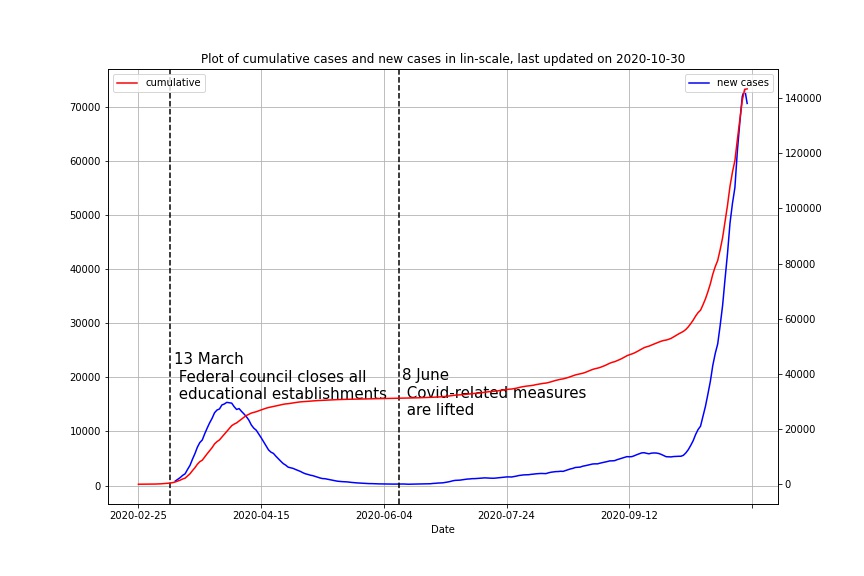 Plot of cumulative cases and new cases in lin-scale, last updated on 2020-10-30
cumulative
new cases
70000
60000
50000
40000
30000
20000
10000
0
140000
120000
100000
80000
60000
40000
20000
0
13 March
Federal council closes all
educational establishments
8 June
Covid-related measures
are lifted
2020-02-25
2020-04-15
2020-06-04
2020-07-24
2020-09-12
Date